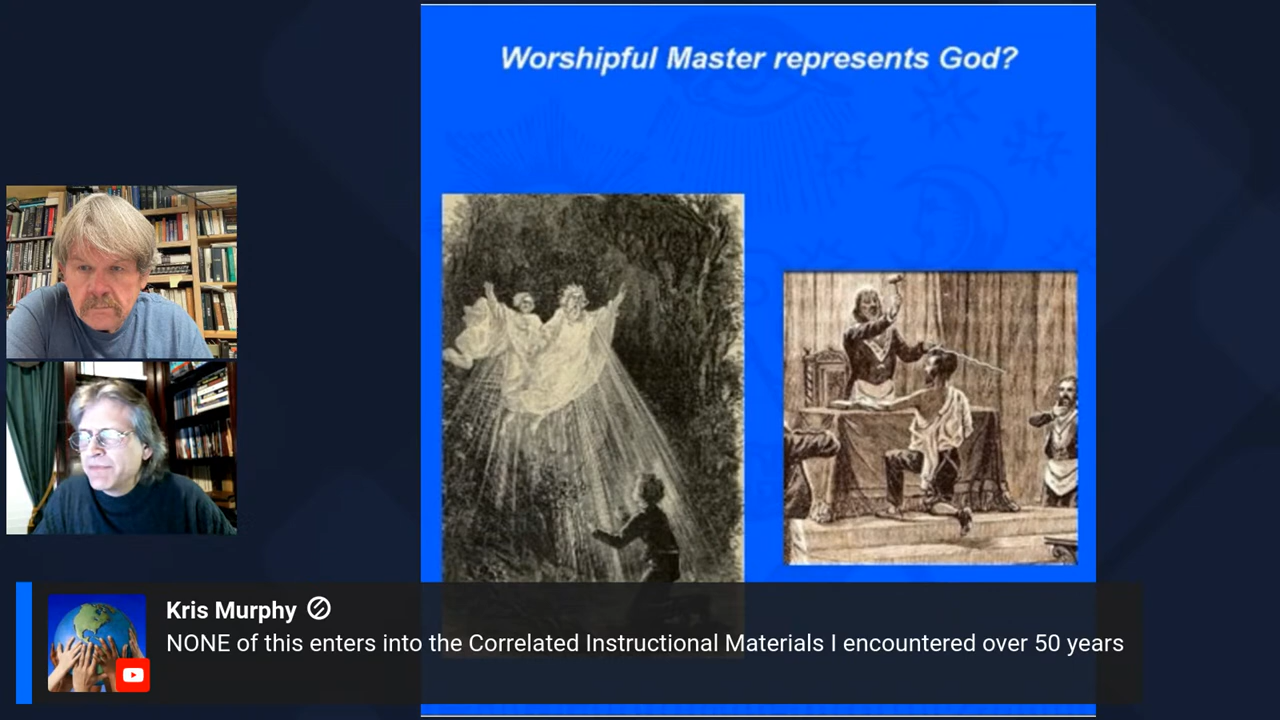 Worshipful Master represents God?
Kris Murphy
NONE of this enters into the Correlated Instructional Materials I encountered over 50 years